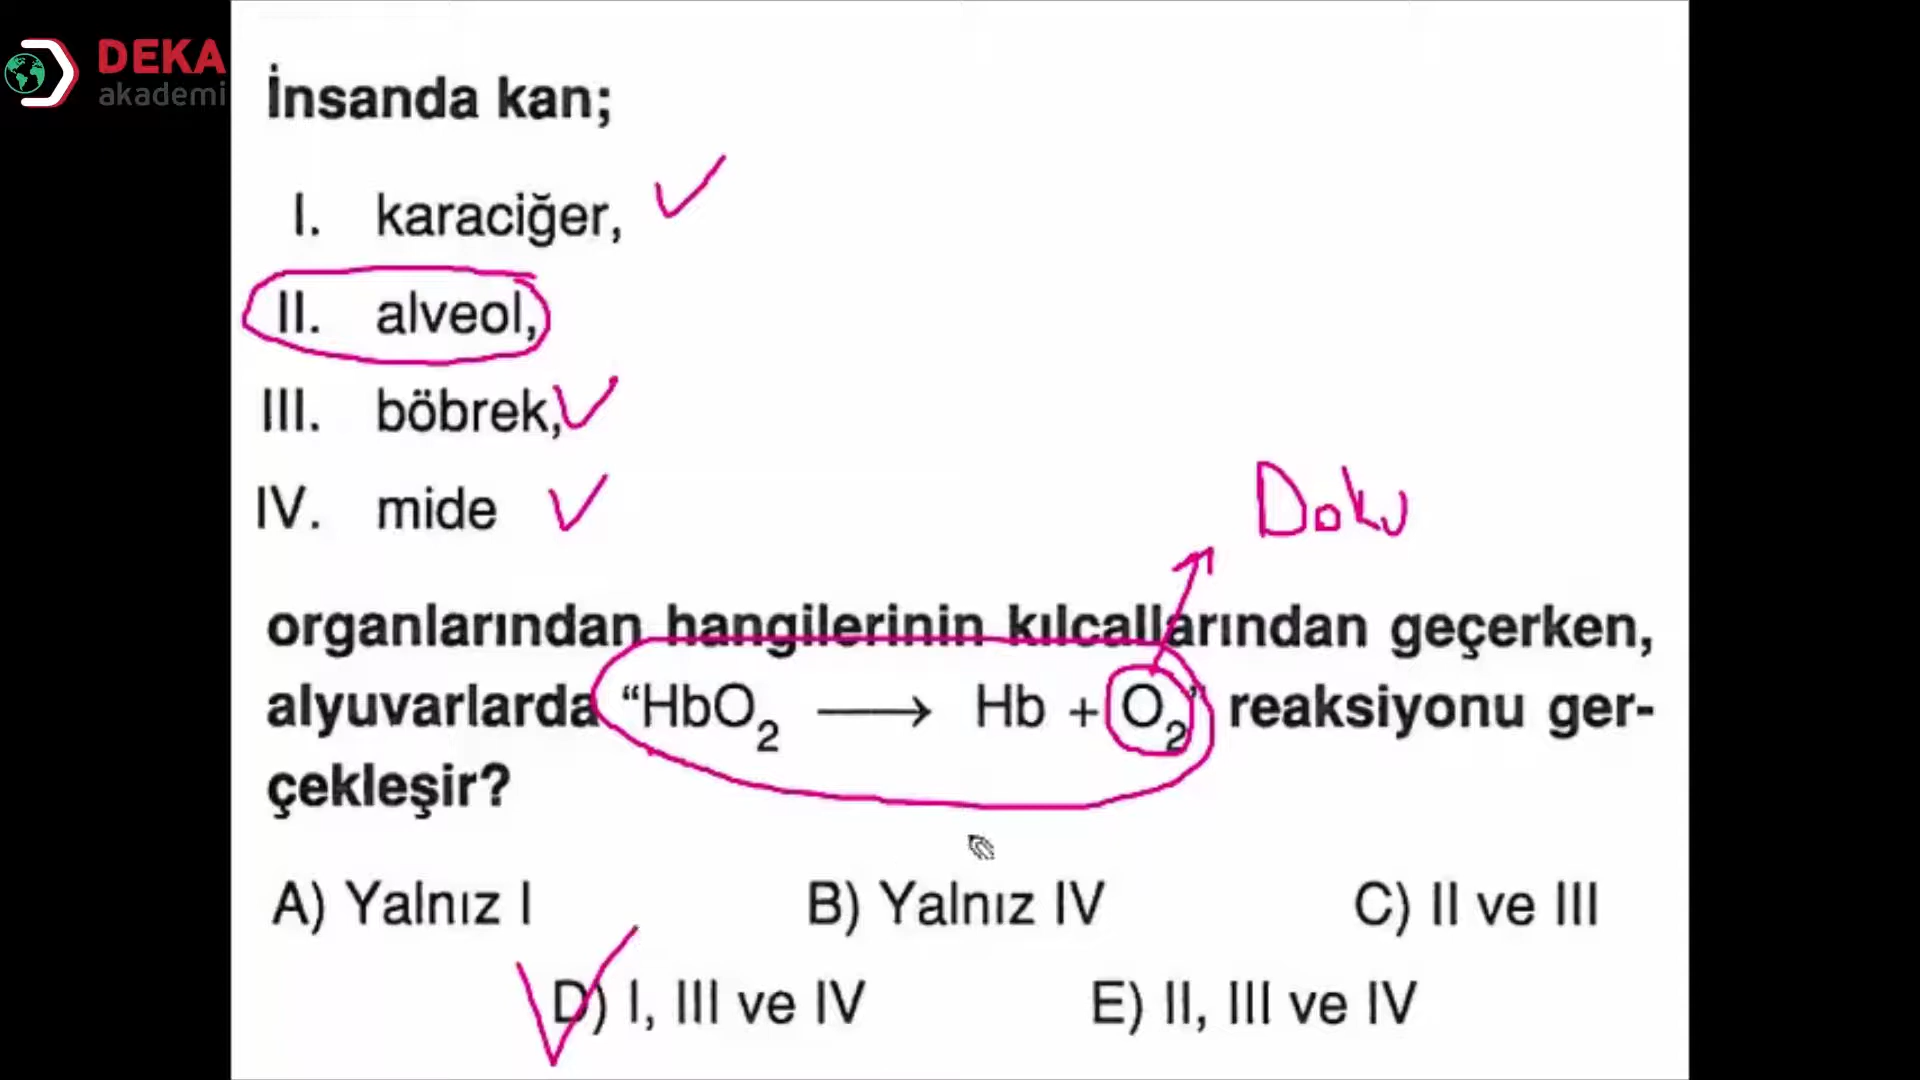 DEKA
akademi
İnsanda kan;
I. karaciğer,
II. alveol,
III. böbrek,
IV. mide
Doku
organlarından hangilerinin kılcallarından geçerken,
alyuvarlarda “HbO₂ ⟶ Hb + O₂” reaksiyonu ger-
çekleşir?
A) Yalnız I B) Yalnız IV C) II ve III
D) I, III ve IV E) II, III ve IV